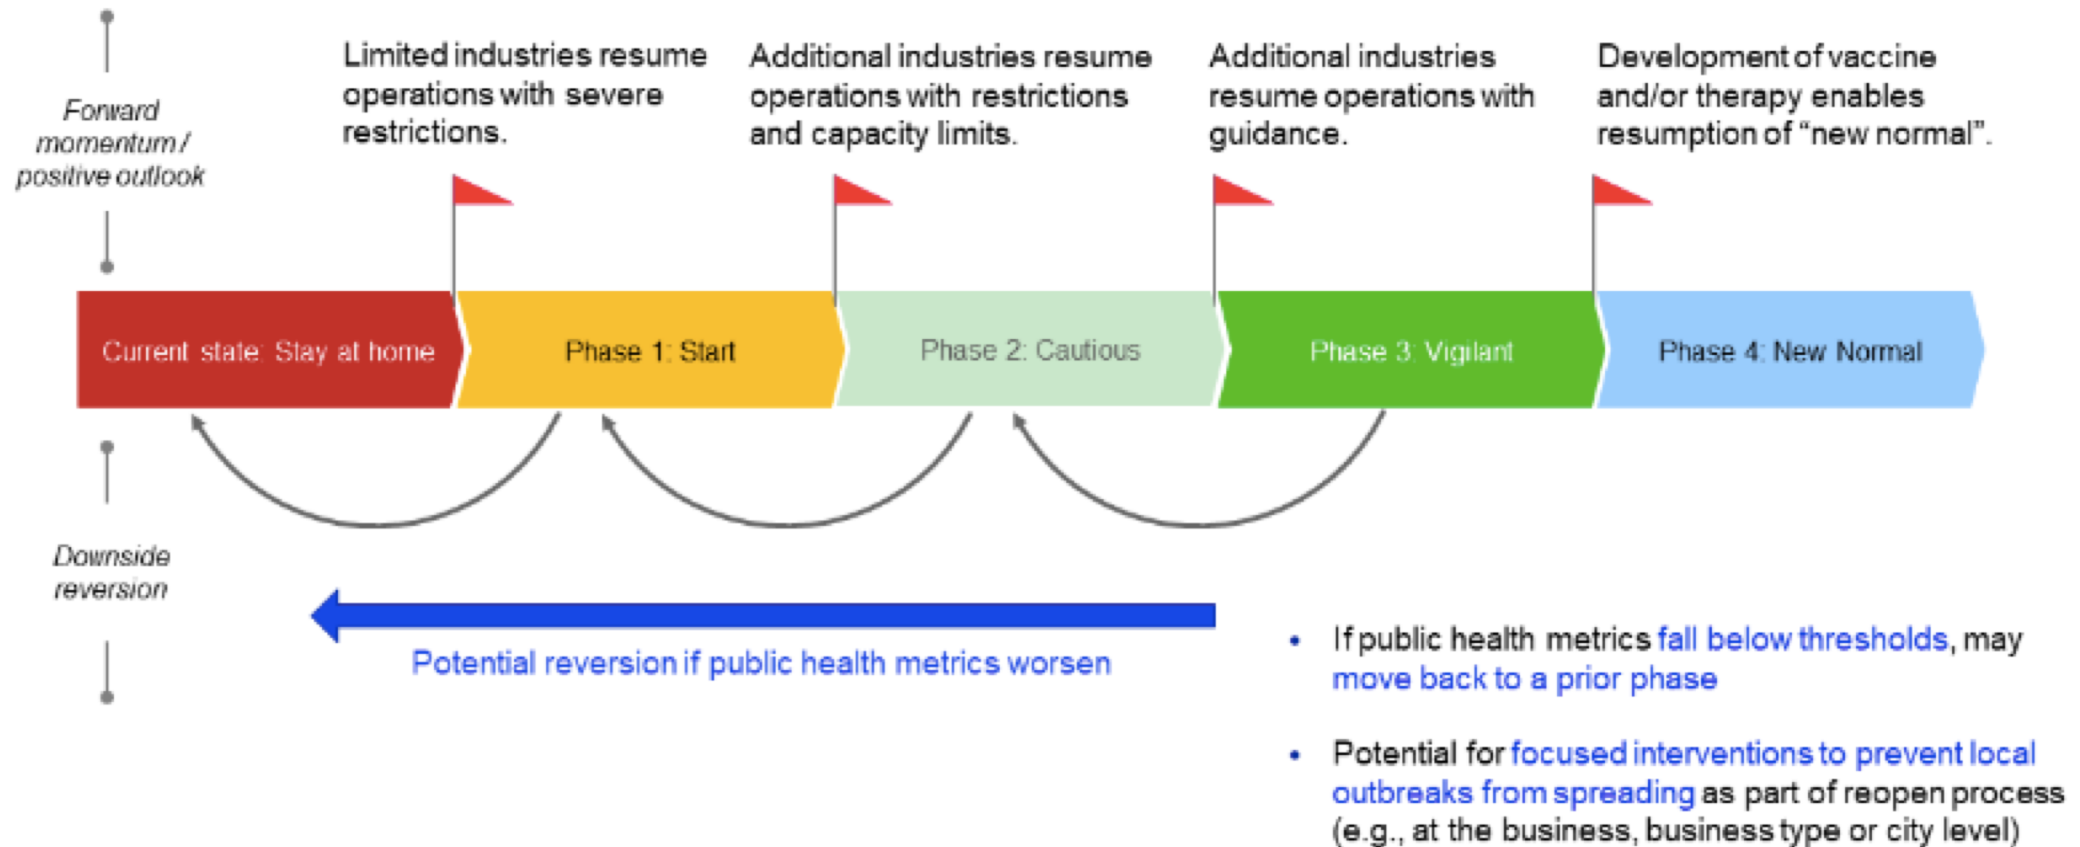 Forward
momentum /
positive outlook
Limited industries resume
operations with severe
restrictions.
Additional industries resume
operations with restrictions
and capacity limits.
Additional industries
resume operations with
guidance.
Development of vaccine
and/or therapy enables
resumption of “new normal”.
Current state: Stay at home
Phase 1: Start
Phase 2: Cautious
Phase 3: Vigilant
Phase 4: New Normal
Downside
reversion
Potential reversion if public health metrics worsen
• If public health metrics fall below thresholds, may
move back to a prior phase
• Potential for focused interventions to prevent local
outbreaks from spreading as part of reopen process
(e.g., at the business, business type or city level)